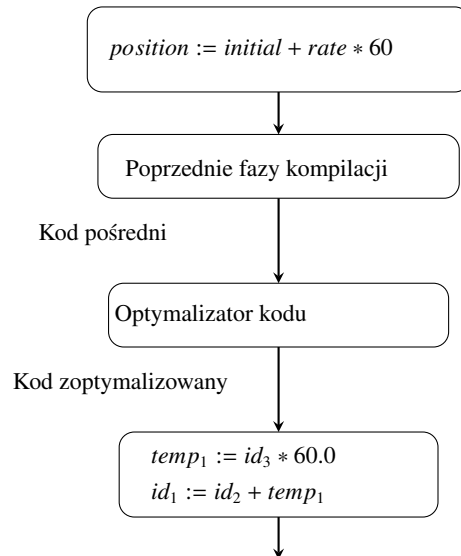 position := initial + rate ∗ 60
Poprzednie fazy kompilacji
Kod pośredni
Optymalizator kodu
Kod zoptymalizowany
temp₁ := id₃ ∗ 60.0
id₁ := id₂ + temp₁